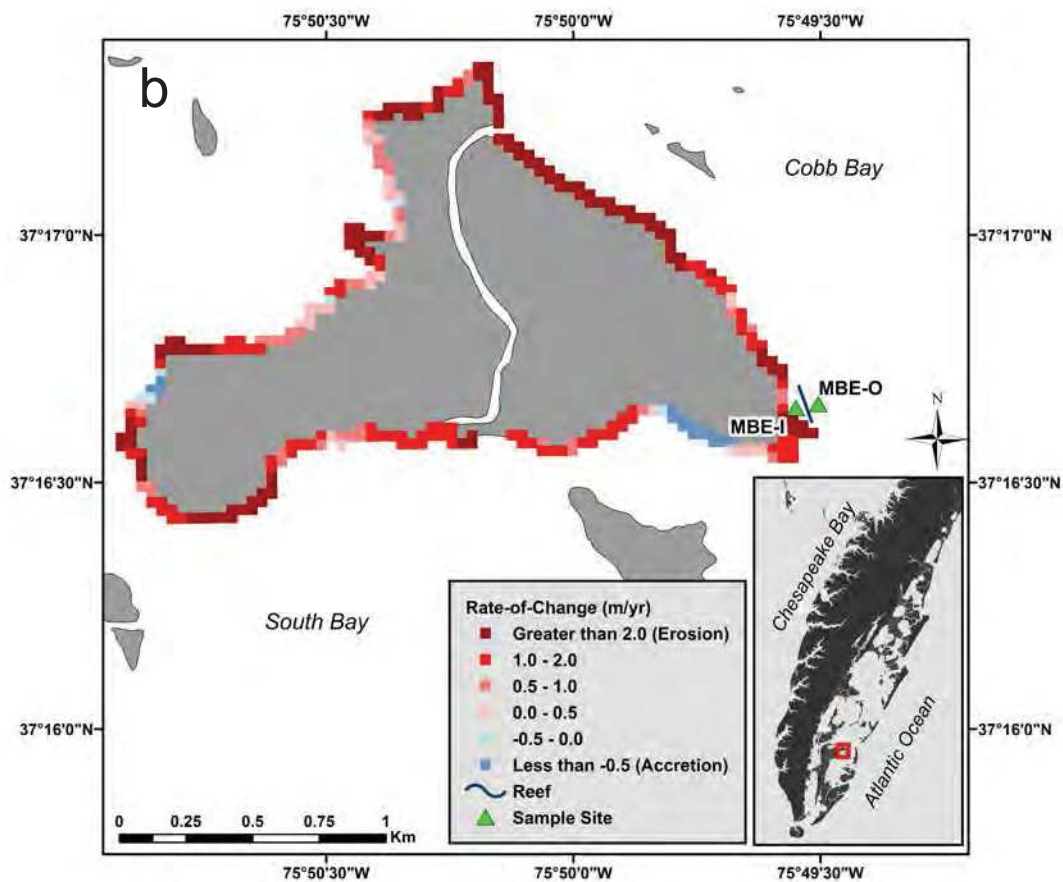 75°50'30"W 75°50'0"W 75°49'30"W
b
Cobb Bay
37°17'0"N 37°17'0"N
MBE-O
MBE-I
N
37°16'30"N 37°16'30"N
South Bay
Rate-of-Change (m/yr)
Greater than 2.0 (Erosion)
1.0 - 2.0
0.5 - 1.0
0.0 - 0.5
-0.5 - 0.0
Less than -0.5 (Accretion)
Reef
Sample Site
Chesapeake Bay
Atlantic Ocean
37°16'0"N 37°16'0"N
0 0.25 0.5 0.75 1
Km
75°50'30"W 75°50'0"W 75°49'30"W